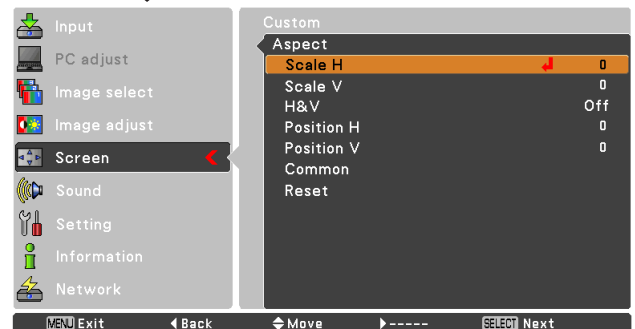 Input
PC adjust
Image select
Image adjust
Screen
Sound
Setting
Information
Network
Custom
Aspect
Scale H 0
Scale V 0
H&V Off
Position H 0
Position V 0
Common
Reset
MENU Exit Back Move ----- SELECT Next